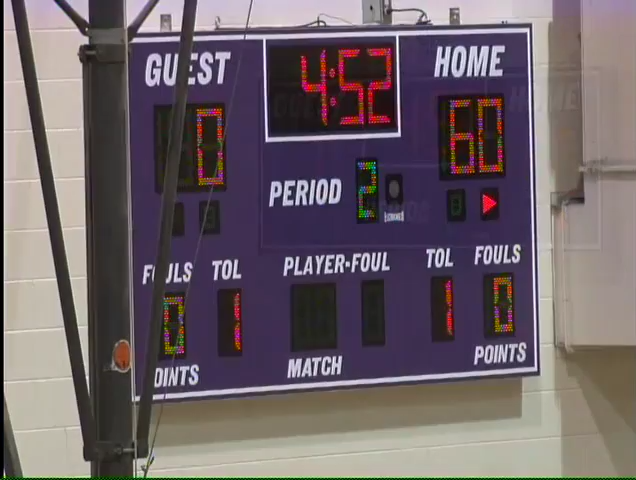 GUEST 4:52 HOME
0 60
PERIOD 2
FOULS TOL PLAYER-FOUL TOL FOULS
0 1 1 0
OINTS MATCH POINTS